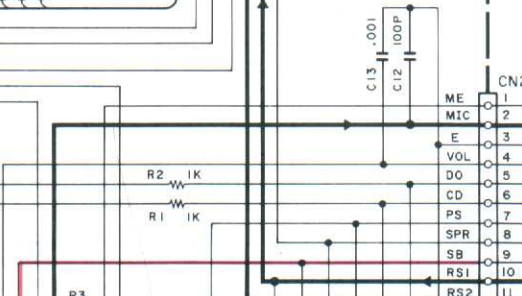 C13 .001
C12 100P
CN2
ME 1
MIC 2
E 3
VOL 4
DO 5
R2 1K
CD 6
R1 1K
PS 7
SPR 8
SB 9
RS1 10
R3
RS2 11